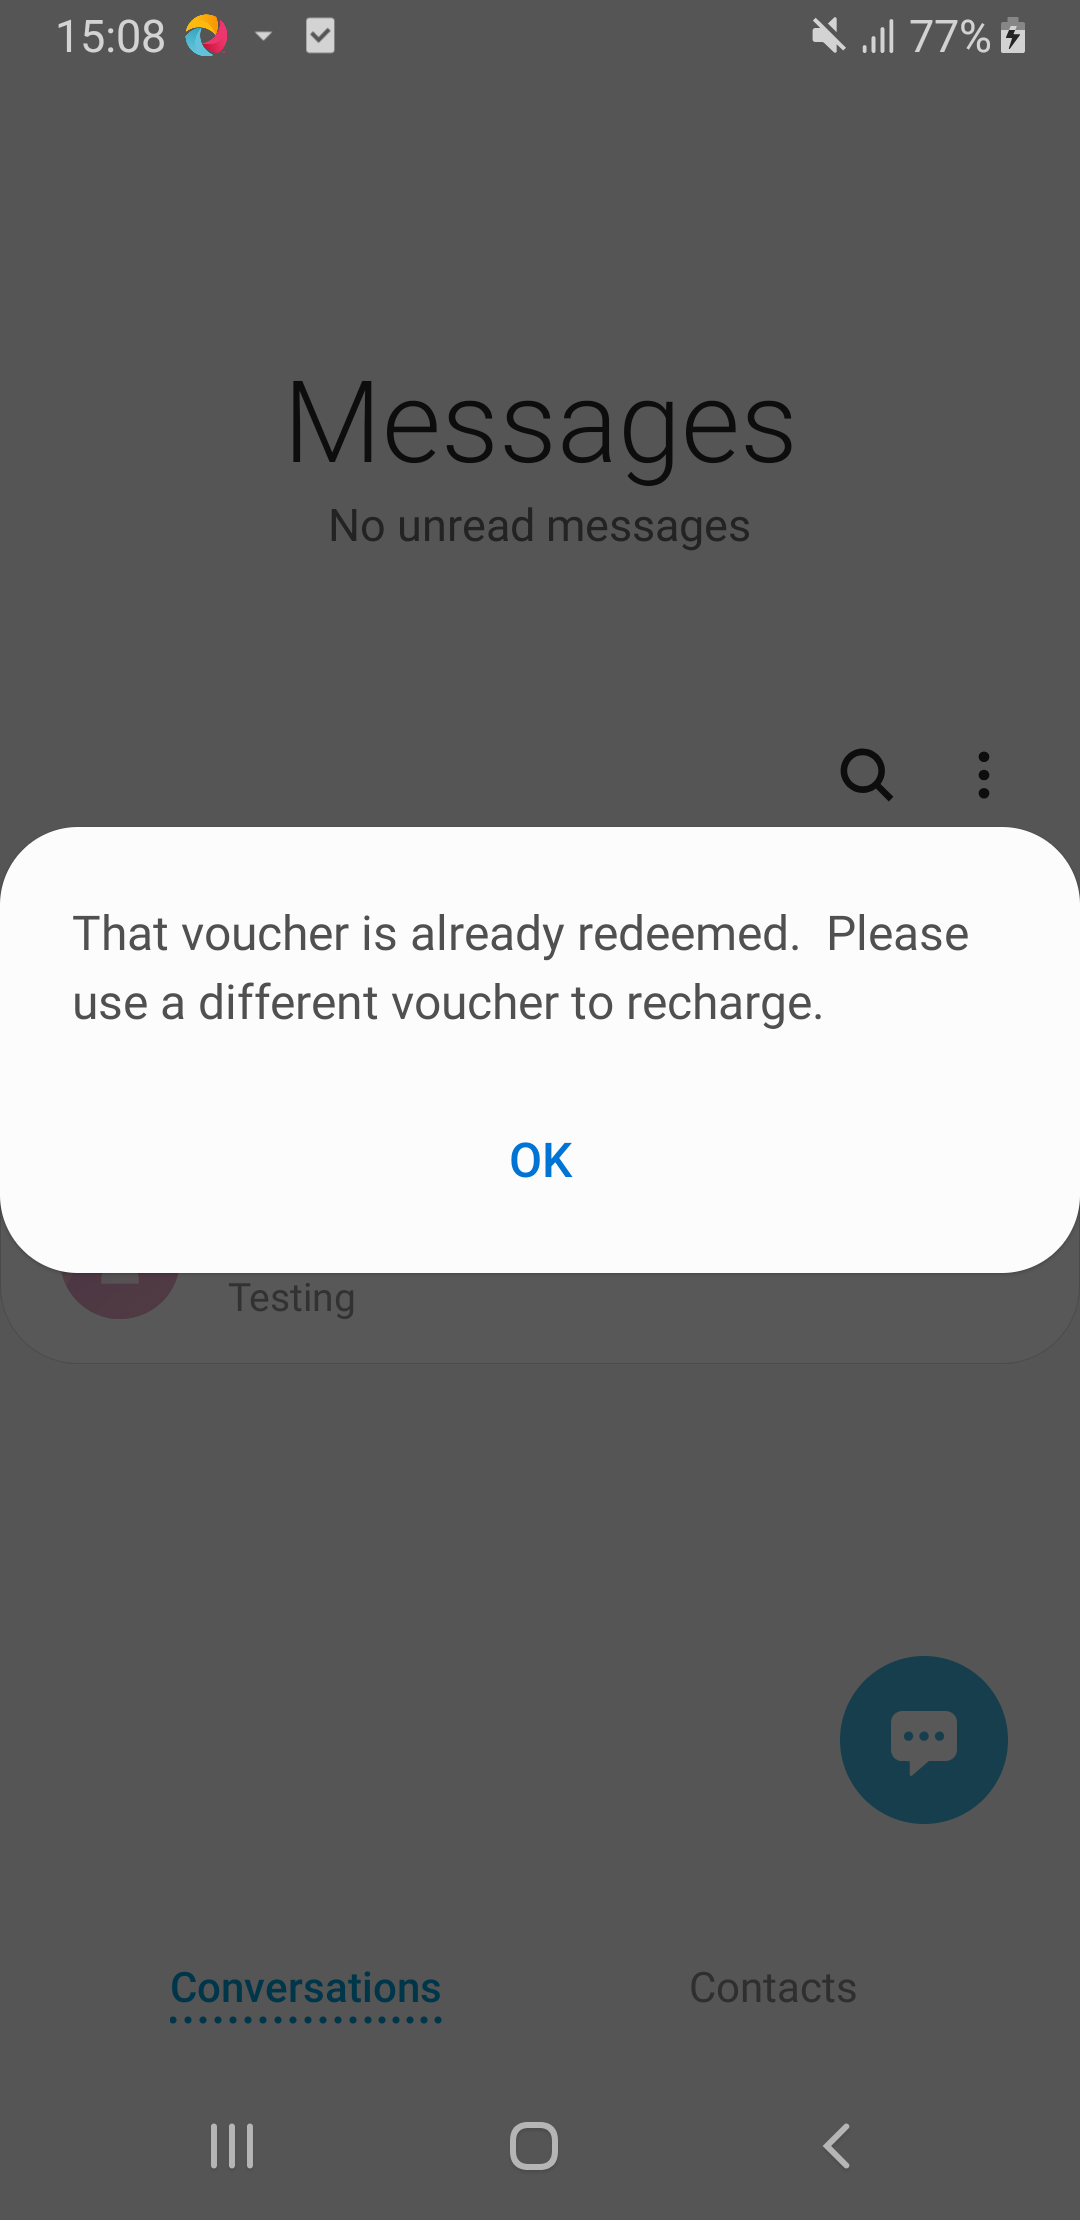 15:08 77%
Messages
No unread messages
That voucher is already redeemed.  Please
use a different voucher to recharge.
OK
Testing
Conversations Contacts